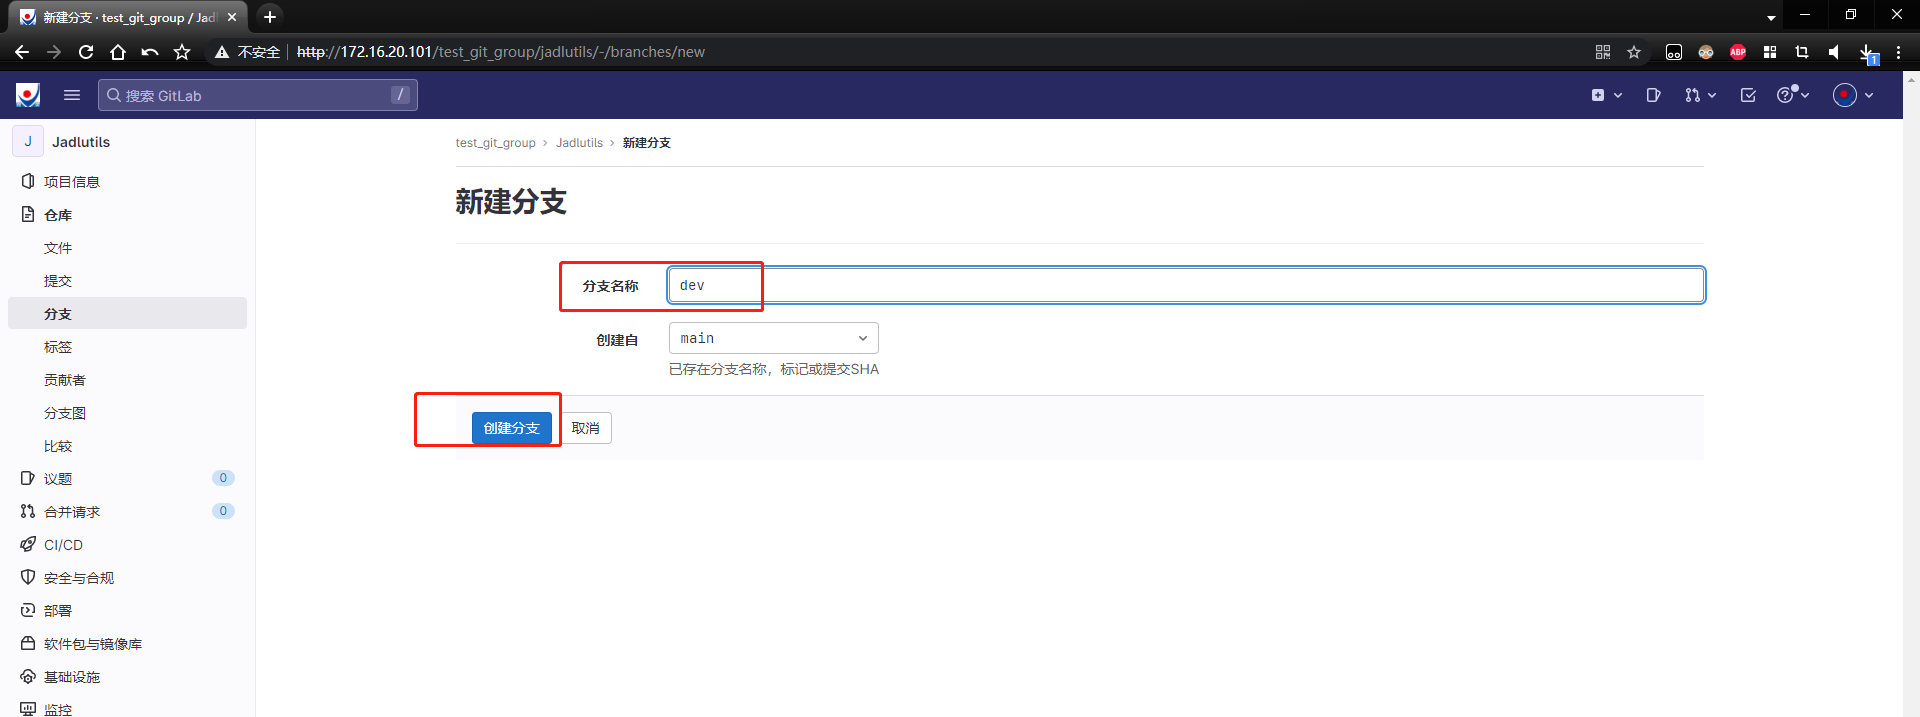 新建分支 · test_git_group / Jadl
不安全 http://172.16.20.101/test_git_group/jadlutils/-/branches/new
ABP
1
搜索 GitLab /
J Jadlutils
项目信息
仓库
文件
提交
分支
标签
贡献者
分支图
比较
议题 0
合并请求 0
CI/CD
安全与合规
部署
软件包与镜像库
基础设施
监控
test_git_group › Jadlutils › 新建分支
新建分支
分支名称 dev
创建自 main
已存在分支名称，标记或提交SHA
创建分支 取消